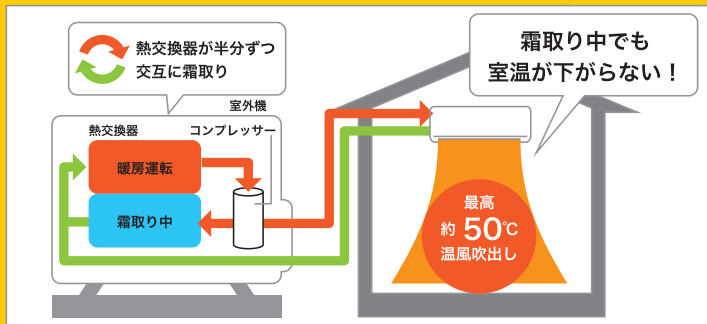 熱交換器が半分ずつ
交互に霜取り
霜取り中でも
室温が下がらない！
室外機
熱交換器
コンプレッサー
暖房運転
霜取り中
最高
約50℃
温風吹出し